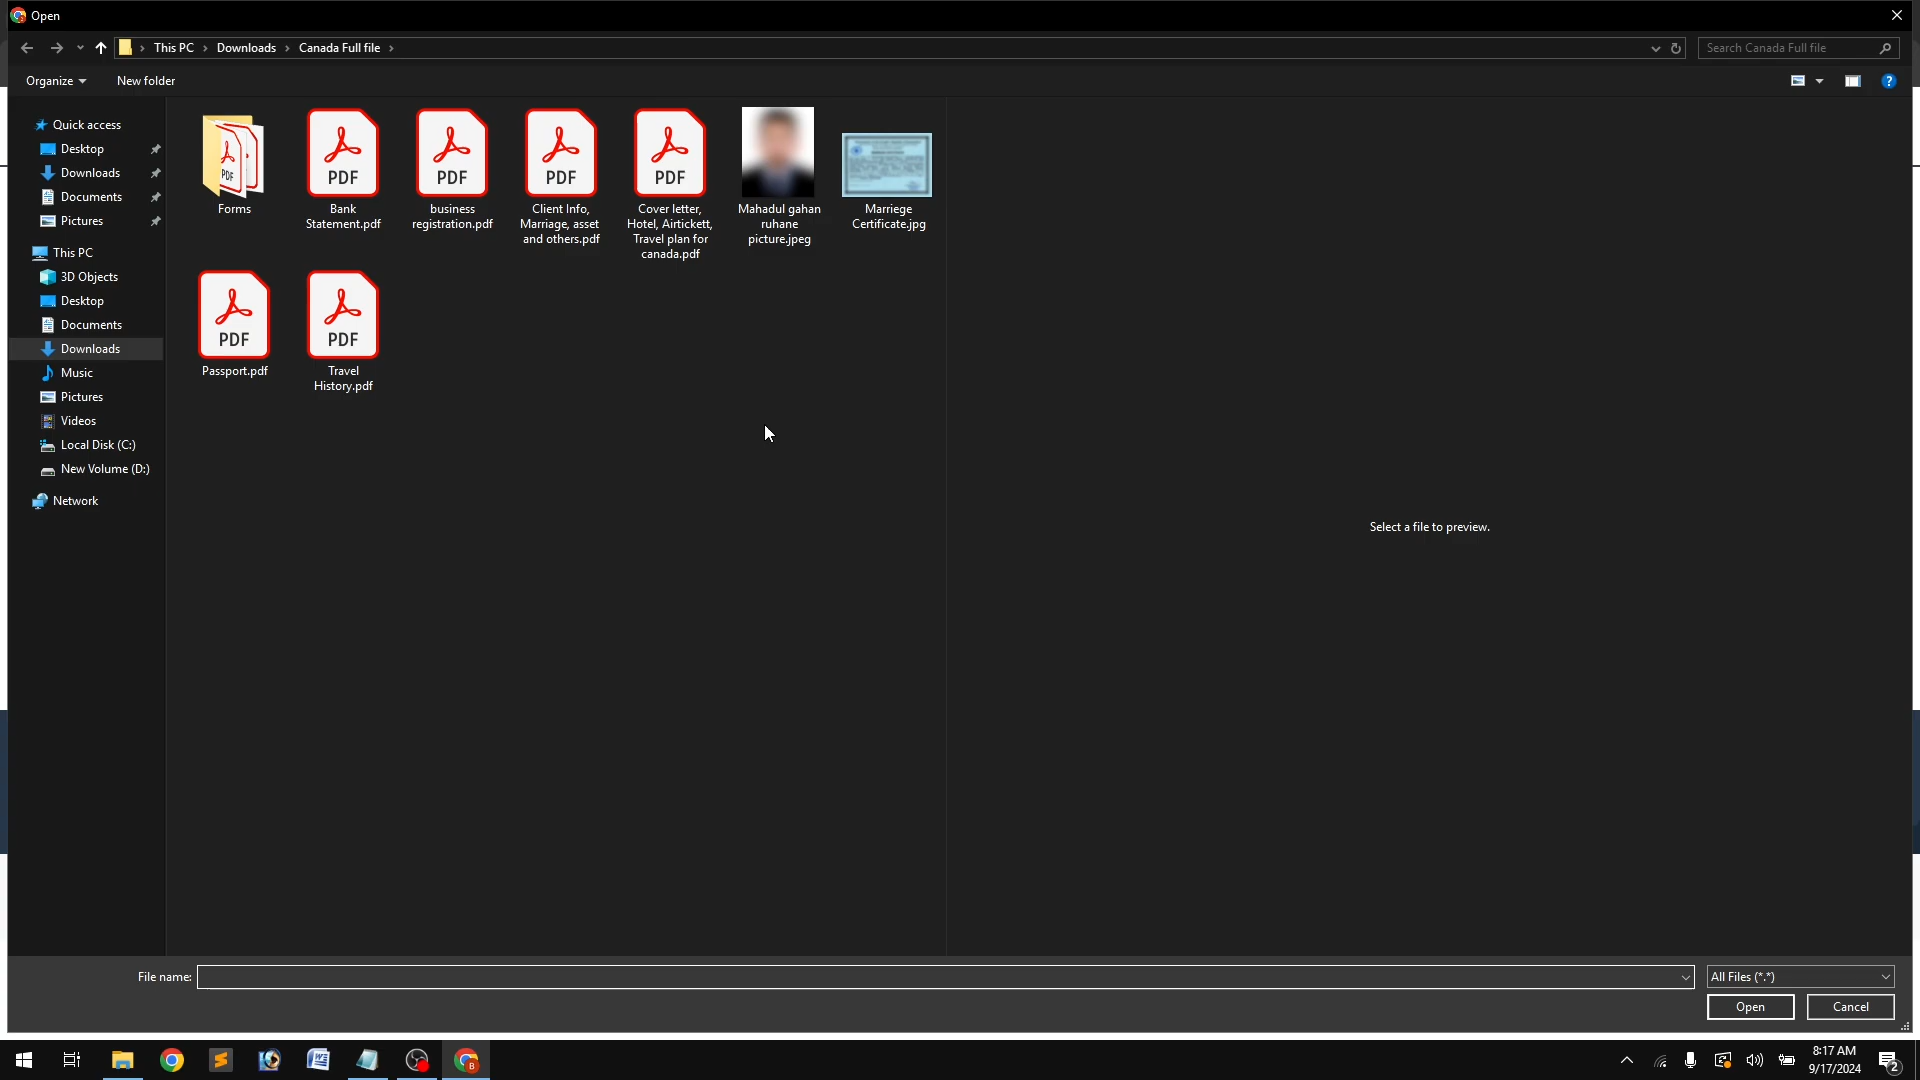 Open
This PC > Downloads > Canada Full file >
Search Canada Full file
Organize
New folder
Quick access
Desktop
Downloads
Documents
Pictures
This PC
3D Objects
Desktop
Documents
Downloads
Music
Pictures
Videos
Local Disk (C:)
New Volume (D:)
Network
PDF
Forms
PDF
Bank
Statement.pdf
PDF
business
registration.pdf
PDF
Client Info,
Marriage, asset
and others.pdf
PDF
Cover letter,
Hotel, Airtickett,
Travel plan for
canada.pdf
Mahadul gahan
ruhane
picture.jpeg
Marriege
Certificate.jpg
PDF
Passport.pdf
PDF
Travel
History.pdf
Select a file to preview.
File name:
All Files (*.*)
Open
Cancel
8:17 AM
9/17/2024
2